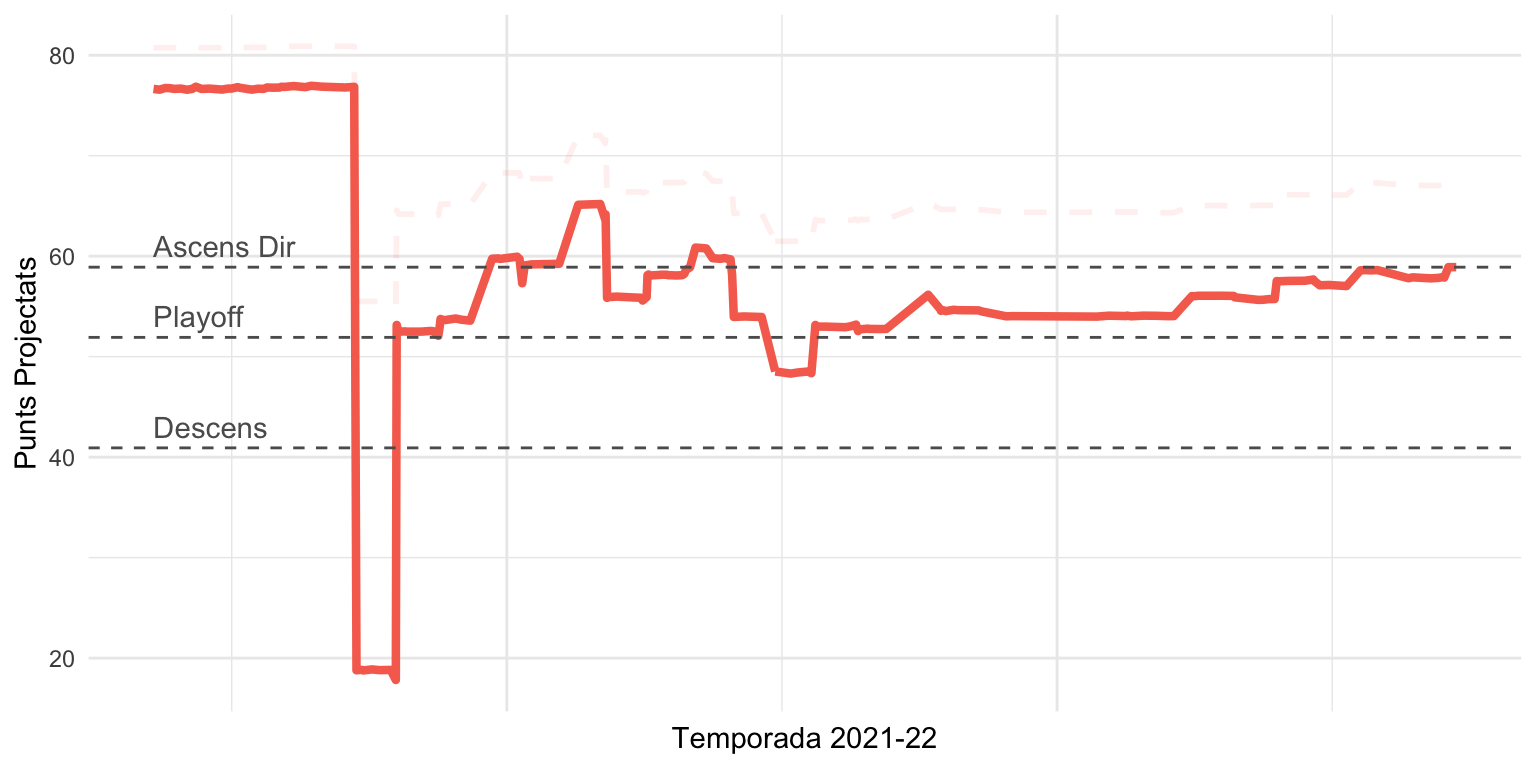 80
60
40
20
Ascens Dir
Playoff
Descens
Punts Projectats
Temporada 2021-22